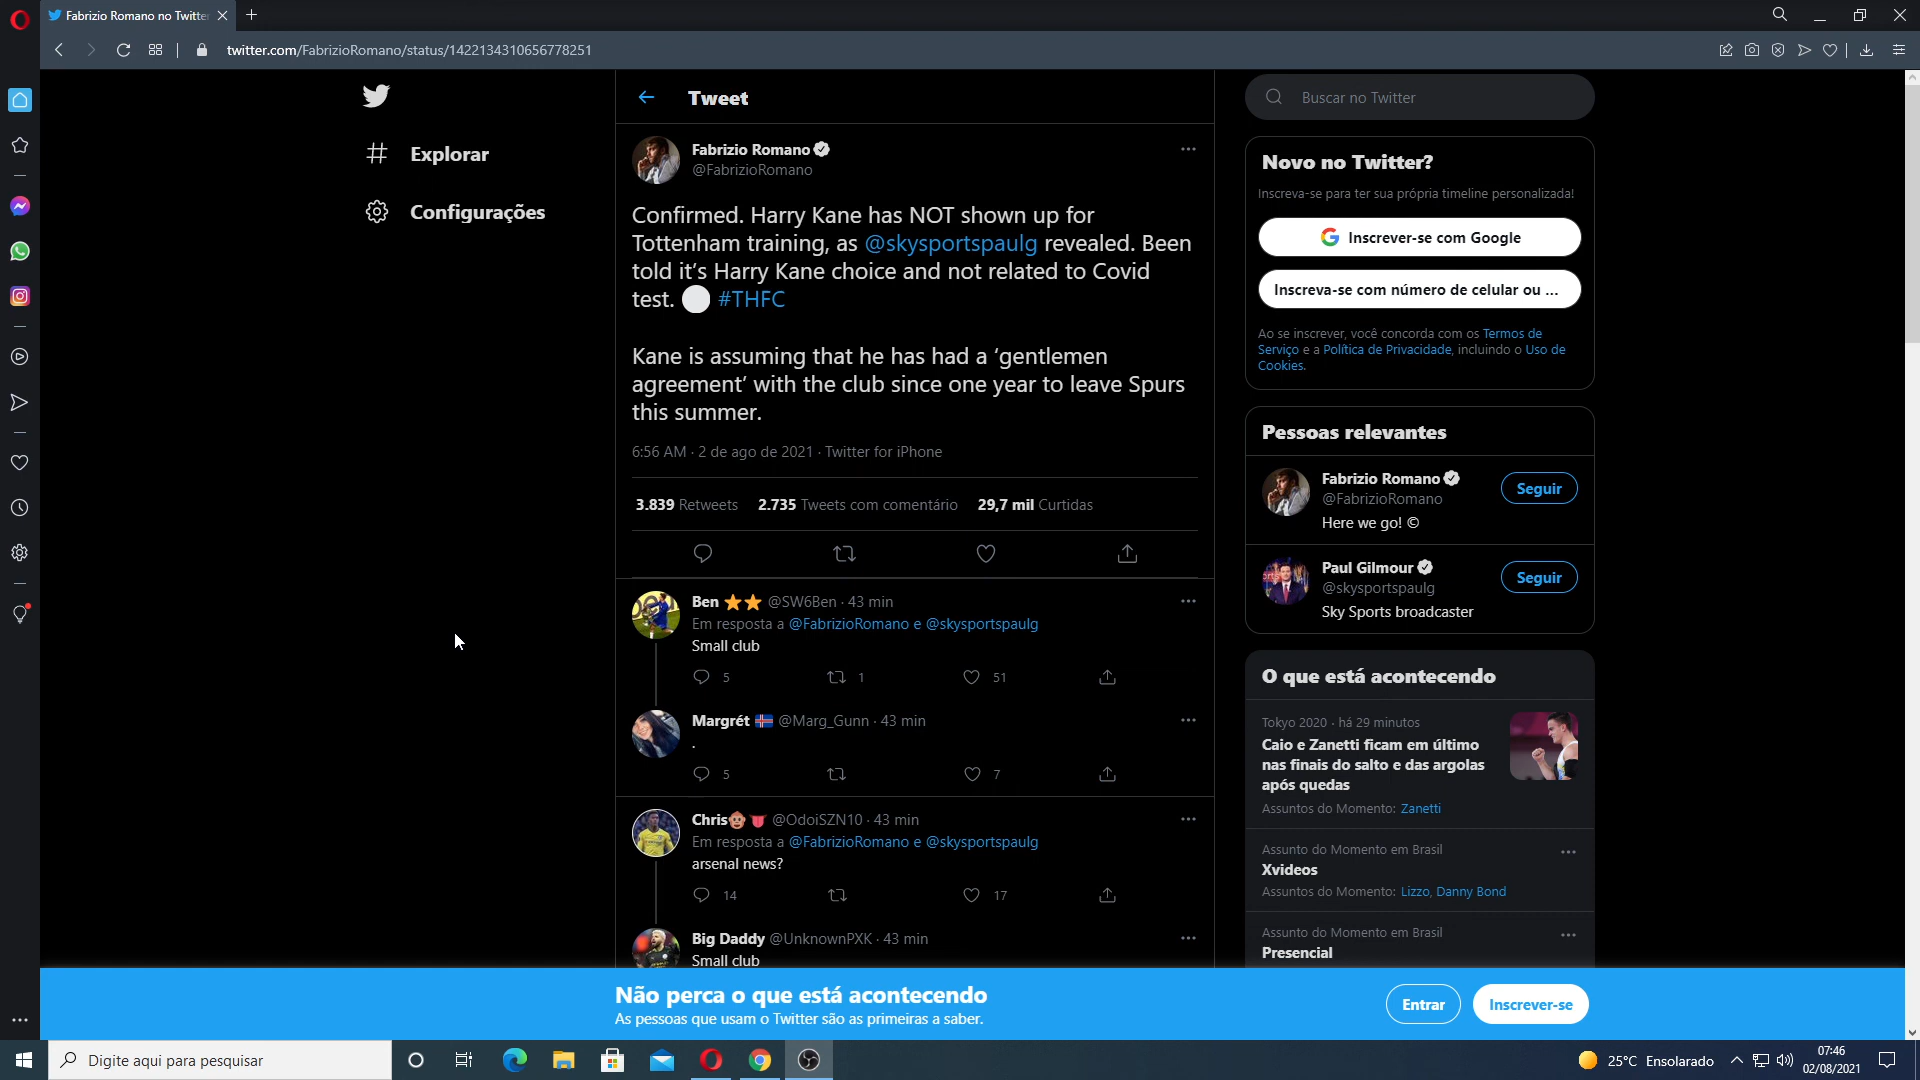 Fabrizio Romano no Twitte
twitter.com/FabrizioRomano/status/1422134310656778251
Explorar
Configurações
Tweet
Fabrizio Romano
@FabrizioRomano
Confirmed. Harry Kane has NOT shown up for
Tottenham training, as @skysportspaulg revealed. Been
told it's Harry Kane choice and not related to Covid
test. ⚪ #THFC
Kane is assuming that he has had a ‘gentlemen
agreement’ with the club since one year to leave Spurs
this summer.
6:56 AM · 2 de ago de 2021 · Twitter for iPhone
3.839 Retweets 2.735 Tweets com comentário 29,7 mil Curtidas
Ben ⭐⭐ @SW6Ben · 43 min
Em resposta a @FabrizioRomano e @skysportspaulg
Small club
5 1 51
Margrét 🇮🇸 @Marg_Gunn · 43 min
.
5 7
Chris🐵👅 @OdoiSZN10 · 43 min
Em resposta a @FabrizioRomano e @skysportspaulg
arsenal news?
14 17
Big Daddy @UnknownPXK · 43 min
Small club
Buscar no Twitter
Novo no Twitter?
Inscreva-se para ter sua própria timeline personalizada!
Inscrever-se com Google
Inscreva-se com número de celular ou ...
Ao se inscrever, você concorda com os Termos de
Serviço e a Política de Privacidade, incluindo o Uso de
Cookies.
Pessoas relevantes
Fabrizio Romano
@FabrizioRomano
Here we go! ©
Seguir
Paul Gilmour
@skysportspaulg
Sky Sports broadcaster
Seguir
O que está acontecendo
Tokyo 2020 · há 29 minutos
Caio e Zanetti ficam em último
nas finais do salto e das argolas
após quedas
Assuntos do Momento: Zanetti
Assunto do Momento em Brasil
Xvideos
Assuntos do Momento: Lizzo, Danny Bond
Assunto do Momento em Brasil
Presencial
Não perca o que está acontecendo
As pessoas que usam o Twitter são as primeiras a saber.
Entrar
Inscrever-se
Digite aqui para pesquisar
25°C Ensolarado
07:46
02/08/2021